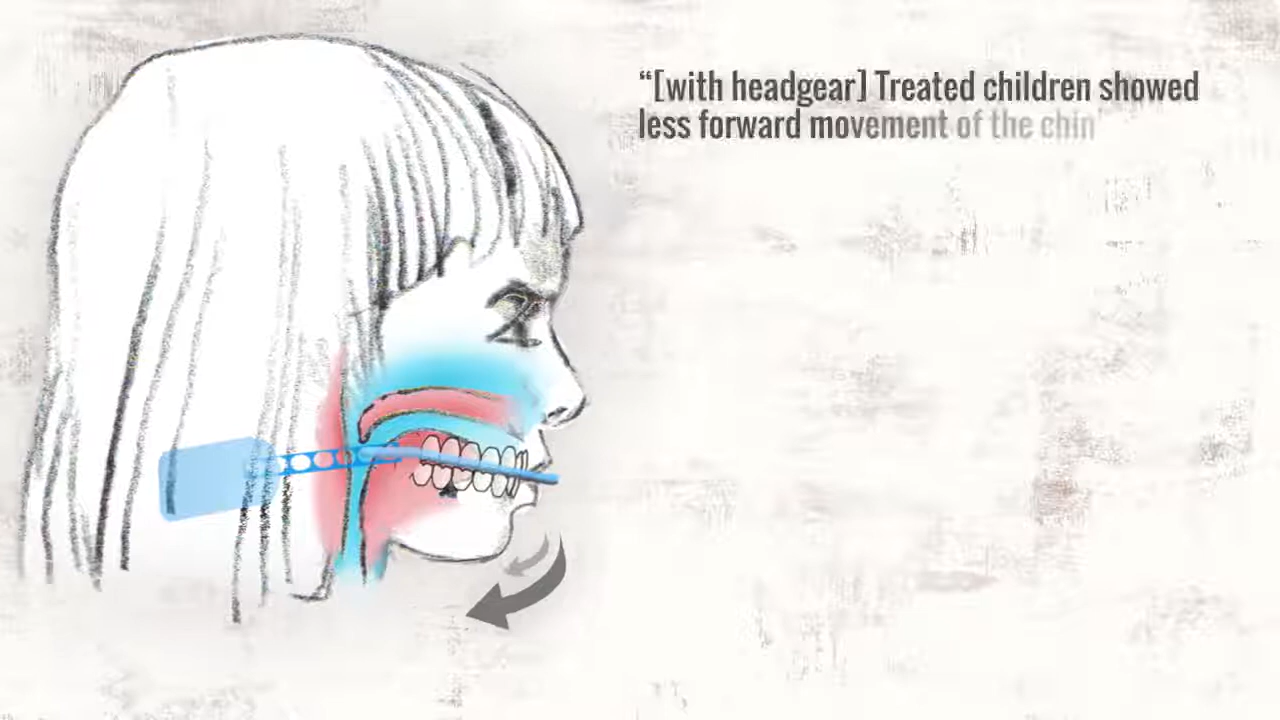 “[with headgear] Treated children showed
less forward movement of the chin